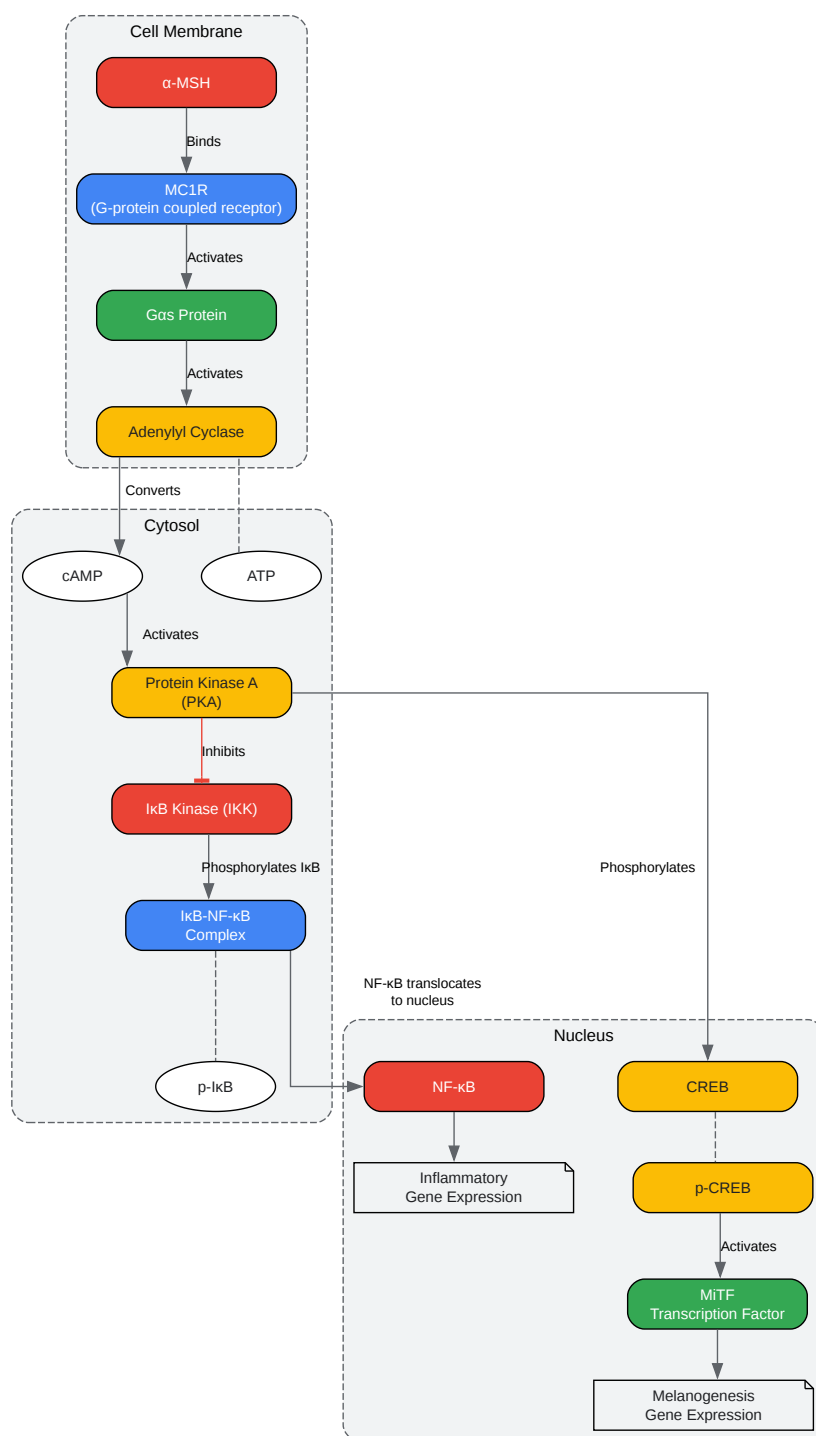 Cell Membrane
α-MSH
Binds
MC1R
(G-protein coupled receptor)
Activates
Gαs Protein
Activates
Adenylyl Cyclase
Converts
Cytosol
cAMP
ATP
Activates
Protein Kinase A
(PKA)
Inhibits
IκB Kinase (IKK)
Phosphorylates IκB
Phosphorylates
IκB-NF-κB
Complex
NF-κB translocates
to nucleus
Nucleus
p-IκB
NF-κB
CREB
Inflammatory
Gene Expression
p-CREB
Activates
MiTF
Transcription Factor
Melanogenesis
Gene Expression